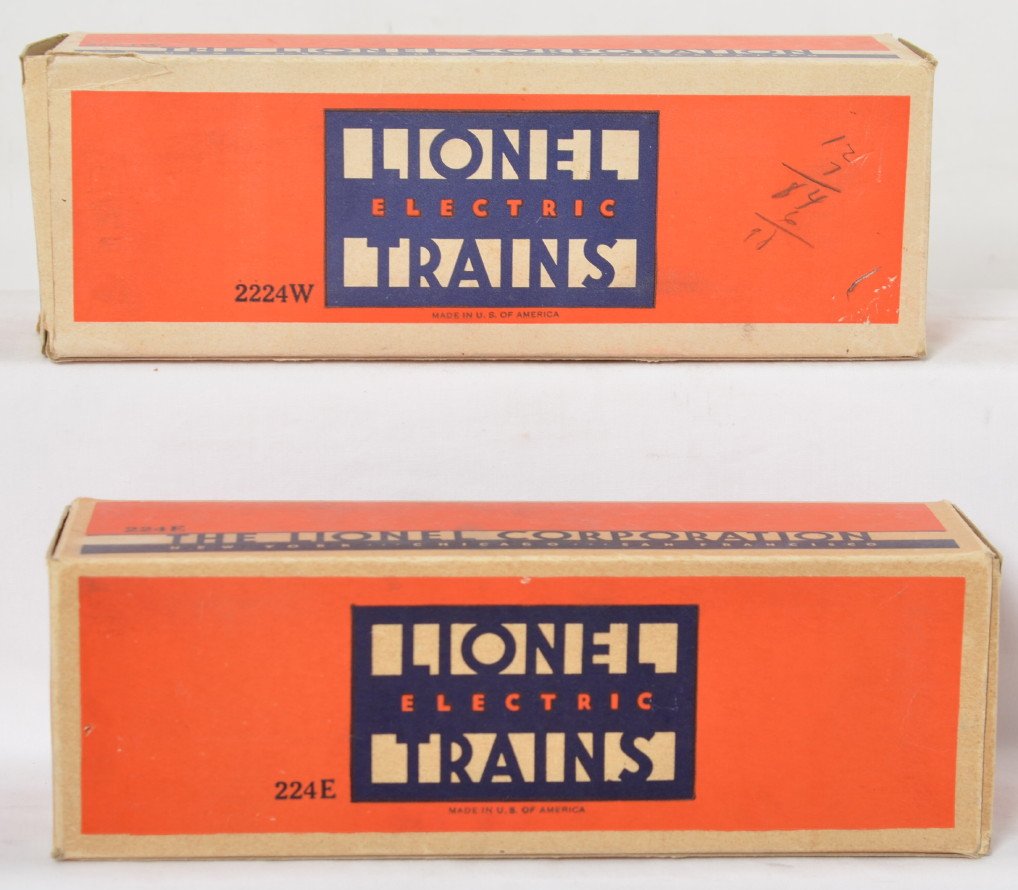 THE LIONEL CORPORATION
LIONEL
ELECTRIC
TRAINS
2224W
MADE IN U. S. OF AMERICA
224E
THE LIONEL CORPORATION
NEW YORK CHICAGO SAN FRANCISCO
LIONEL
ELECTRIC
TRAINS
224E
MADE IN U. S. OF AMERICA